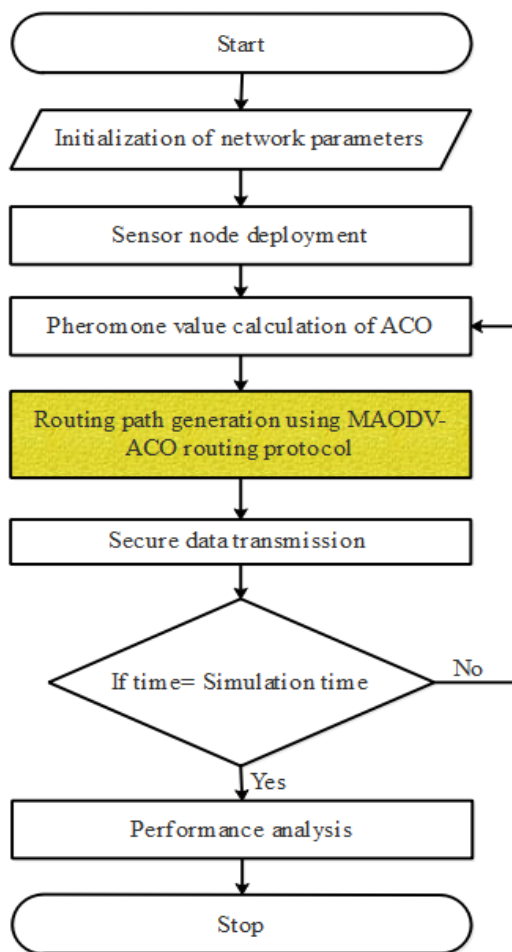 Start
Initialization of network parameters
Sensor node deployment
Pheromone value calculation of ACO
Routing path generation using MAODV-
ACO routing protocol
Secure data transmission
If time= Simulation time
No
Yes
Performance analysis
Stop